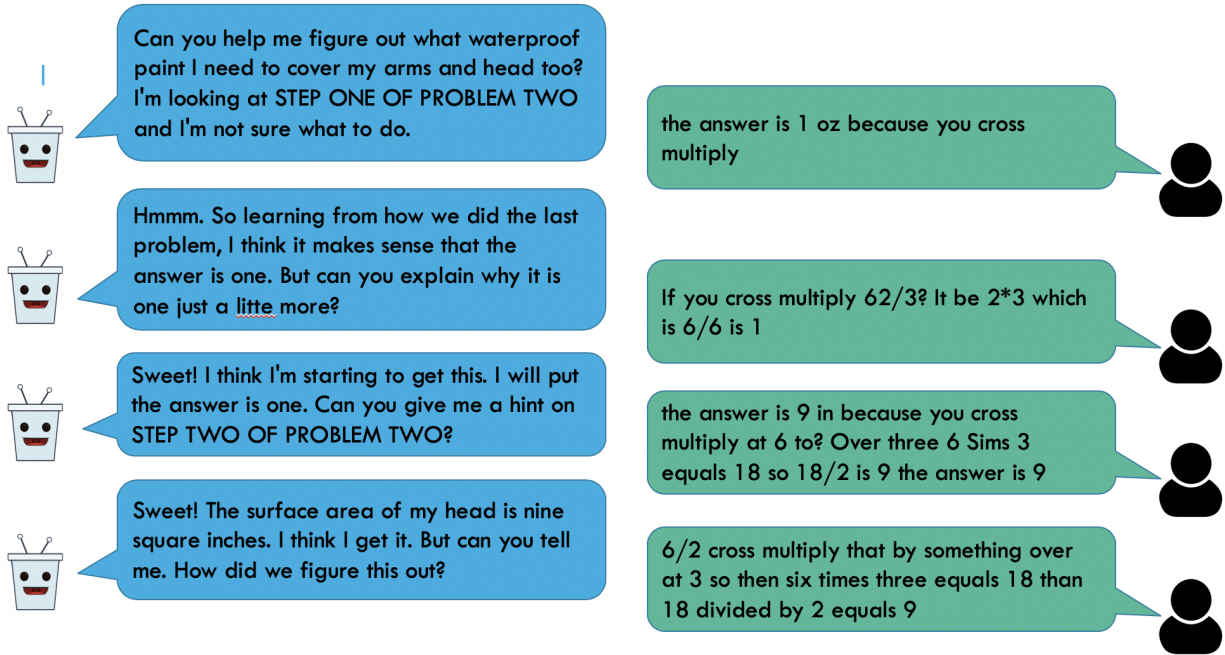 Can you help me figure out what waterproof
paint I need to cover my arms and head too?
I'm looking at STEP ONE OF PROBLEM TWO
and I'm not sure what to do.
the answer is 1 oz because you cross
multiply
Hmmm. So learning from how we did the last
problem, I think it makes sense that the
answer is one. But can you explain why it is
one just a litte more?
If you cross multiply 62/3? It be 2*3 which
is 6/6 is 1
Sweet! I think I'm starting to get this. I will put
the answer is one. Can you give me a hint on
STEP TWO OF PROBLEM TWO?
the answer is 9 in because you cross
multiply at 6 to? Over three 6 Sims 3
equals 18 so 18/2 is 9 the answer is 9
Sweet! The surface area of my head is nine
square inches. I think I get it. But can you tell
me. How did we figure this out?
6/2 cross multiply that by something over
at 3 so then six times three equals 18 than
18 divided by 2 equals 9